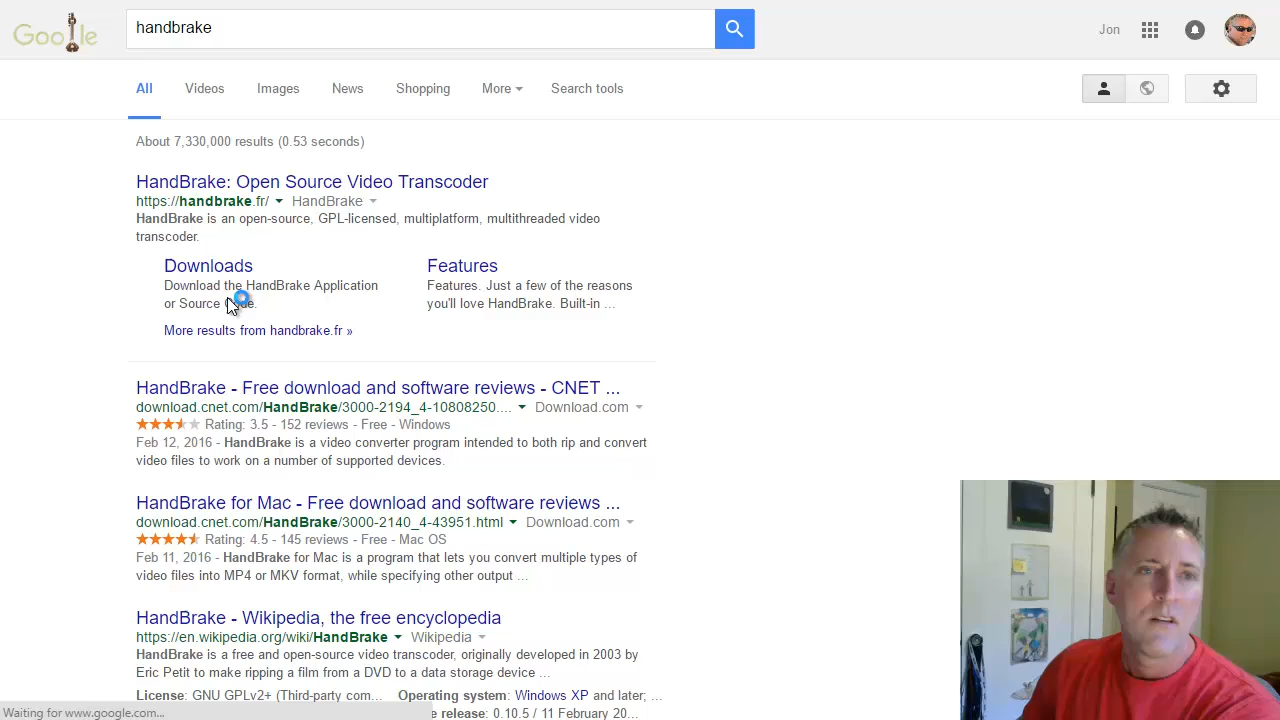 Google
handbrake
Jon
All Videos Images News Shopping More Search tools
About 7,330,000 results (0.53 seconds)
HandBrake: Open Source Video Transcoder
https://handbrake.fr/ HandBrake
HandBrake is an open-source, GPL-licensed, multiplatform, multithreaded video
transcoder.
Downloads
Download the HandBrake Application
or Source
Features
Features. Just a few of the reasons
you'll love HandBrake. Built-in ...
More results from handbrake.fr »
HandBrake - Free download and software reviews - CNET ...
download.cnet.com/HandBrake/3000-2194_4-10808250.... Download.com
Rating: 3.5 - 152 reviews - Free - Windows
Feb 12, 2016 - HandBrake is a video converter program intended to both rip and convert
video files to work on a number of supported devices.
HandBrake for Mac - Free download and software reviews ...
download.cnet.com/HandBrake/3000-2140_4-43951.html Download.com
Rating: 4.5 - 145 reviews - Free - Mac OS
Feb 11, 2016 - HandBrake for Mac is a program that lets you convert multiple types of
video files into MP4 or MKV format, while specifying other output ...
HandBrake - Wikipedia, the free encyclopedia
https://en.wikipedia.org/wiki/HandBrake Wikipedia
HandBrake is a free and open-source video transcoder, originally developed in 2003 by
Eric Petit to make ripping a film from a DVD to a data storage device ...
License: GNU GPLv2+ (Third-party com... Operating system: Windows XP and later; ...
Waiting for www.google.com... release: 0.10.5 / 11 February 20...